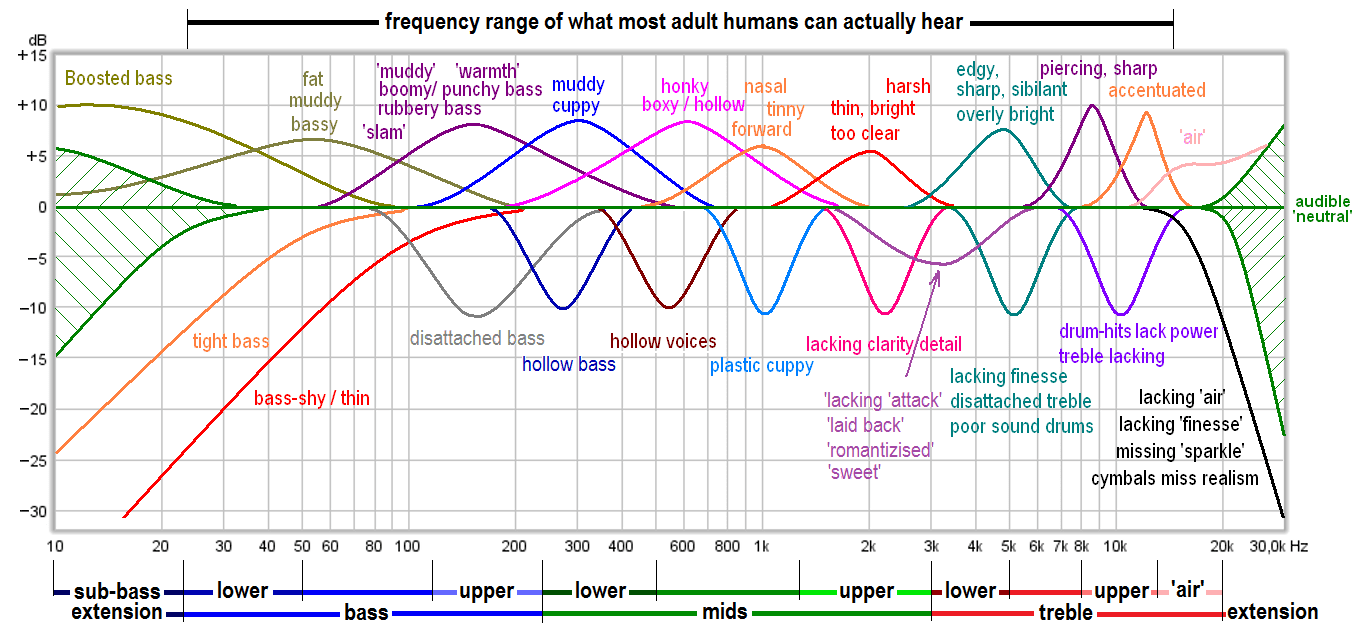 frequency range of what most adult humans can actually hear
dB
+15
+10
+5
0
−5
−10
−15
−20
−25
−30
Boosted bass
fat
muddy
bassy
'muddy' 'warmth'
boomy/ punchy bass
rubbery bass
'slam'
muddy
cuppy
honky
boxy / hollow
nasal
tinny
forward
harsh
thin, bright
too clear
edgy,
sharp, sibilant
overly bright
piercing, sharp
accentuated
'air'
audible
'neutral'
tight bass
bass-shy / thin
disattached bass
hollow bass
hollow voices
plastic cuppy
lacking clarity/detail
'lacking 'attack'
'laid back'
'romantizised'
'sweet'
lacking finesse
disattached treble
poor sound drums
drum-hits lack power
treble lacking
lacking 'air'
lacking 'finesse'
missing 'sparkle'
cymbals miss realism
10 20 30 40 50 60 80 100 200 300 400 600 800 1k 2k 3k 4k 5k 6k 7k 8k 10k 20k 30,0k Hz
sub-bass lower upper lower upper lower upper 'air'
extension bass mids treble extension